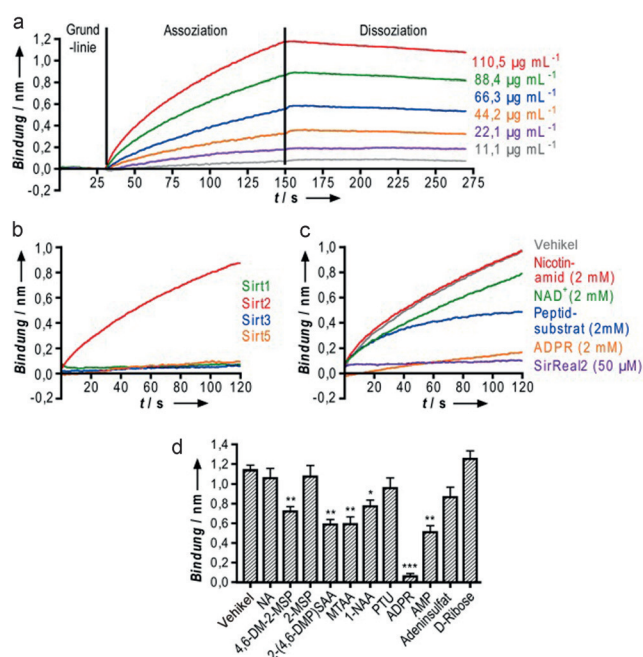 a
Grund
-linie
Assoziation
Dissoziation
Bindung / nm
1,2
1,0
0,8
0,6
0,4
0,2
0,0
-0,2
110,5 µg mL⁻¹
88,4 µg mL⁻¹
66,3 µg mL⁻¹
44,2 µg mL⁻¹
22,1 µg mL⁻¹
11,1 µg mL⁻¹
25 50 75 100 125 150 175 200 225 250 275
t / s
b
Bindung / nm
1,0
0,8
0,6
0,4
0,2
0,0
-0,2
Sirt1
Sirt2
Sirt3
Sirt5
20 40 60 80 100 120
t / s
c
Bindung / nm
1,0
0,8
0,6
0,4
0,2
0,0
-0,2
Vehikel
Nicotin-
amid (2 mM)
NAD⁺(2 mM)
Peptid-
substrat (2mM)
ADPR (2 mM)
SirReal2 (50 µM)
20 40 60 80 100 120
t / s
d
Bindung / nm
1,4
1,2
1,0
0,8
0,6
0,4
0,2
0,0
** ** ** * *** **
Vehikel
NA
4,6-DM-2-MSP
2-MSP
2-(4,6-DMP)SAA
MTAA
1-NAA
PTU
ADPR
AMP
Adeninsulfat
D-Ribose